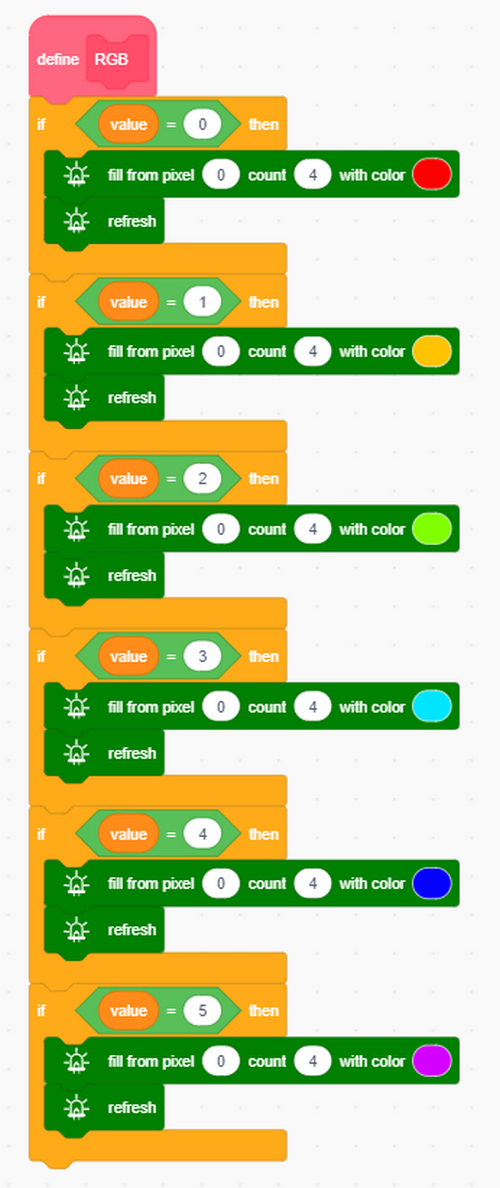 define RGB
if value = 0 then
fill from pixel 0 count 4 with color
refresh
if value = 1 then
fill from pixel 0 count 4 with color
refresh
if value = 2 then
fill from pixel 0 count 4 with color
refresh
if value = 3 then
fill from pixel 0 count 4 with color
refresh
if value = 4 then
fill from pixel 0 count 4 with color
refresh
if value = 5 then
fill from pixel 0 count 4 with color
refresh